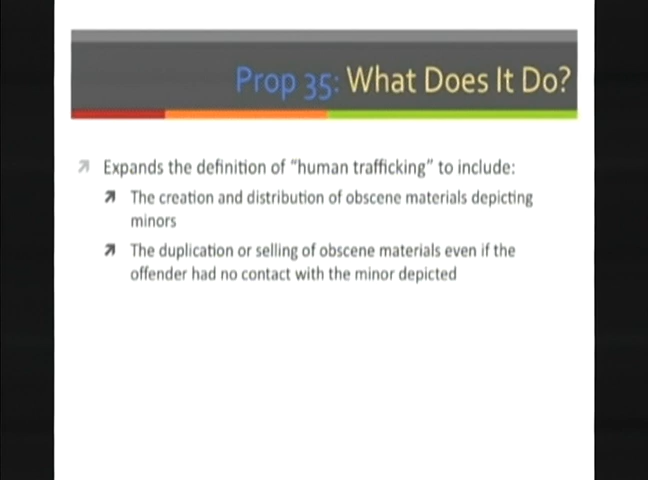 Prop 35: What Does It Do?
Expands the definition of "human trafficking" to include:
The creation and distribution of obscene materials depicting
minors
The duplication or selling of obscene materials even if the
offender had no contact with the minor depicted